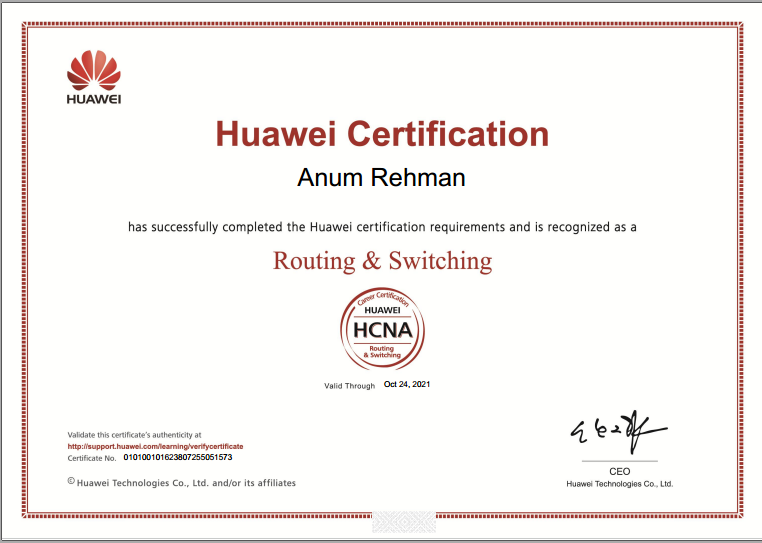 HUAWEI
Huawei Certification
Anum Rehman
has successfully completed the Huawei certification requirements and is recognized as a
Routing & Switching
Career Certification
HUAWEI
HCNA
Routing
& Switching
Valid Through Oct 24, 2021
Validate this certificate's authenticity at
http://support.huawei.com/learning/verifycertificate
Certificate No. 010100101623807255051573
© Huawei Technologies Co., Ltd. and/or its affiliates
CEO
Huawei Technologies Co., Ltd.